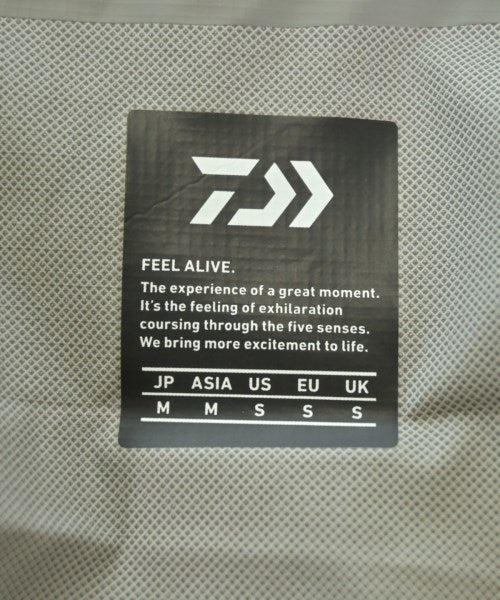 FEEL ALIVE.
The experience of a great moment.
It's the feeling of exhilaration
coursing through the five senses.
We bring more excitement to life.
JP ASIA US EU UK
M M S S S